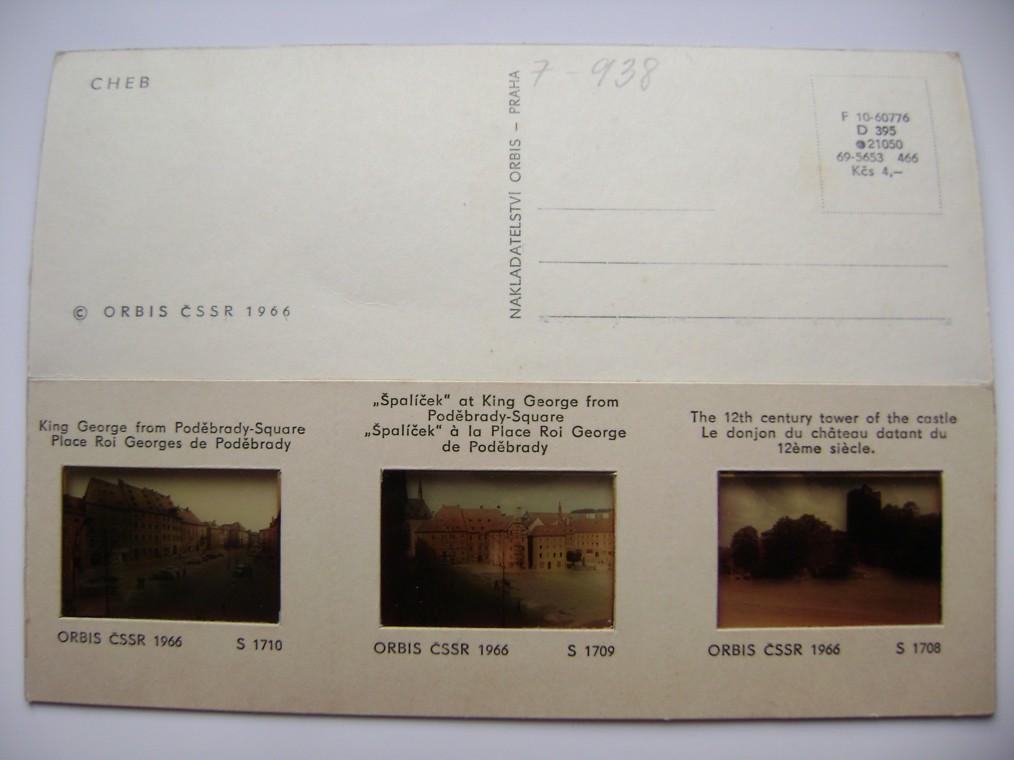 CHEB
© ORBIS ČSSR 1966
NAKLADATELSTVÍ ORBIS – PRAHA
7 - 938
F 10-60776
D 395
21050
69-5653 466
Kčs 4,–
King George from Poděbrady-Square
Place Roi Georges de Poděbrady
ORBIS ČSSR 1966 S 1710
„Špalíček“ at King George from
Poděbrady-Square
„Špalíček“ à la Place Roi George
de Poděbrady
ORBIS ČSSR 1966 S 1709
The 12th century tower of the castle
Le donjon du château datant du
12ème siècle.
ORBIS ČSSR 1966 S 1708